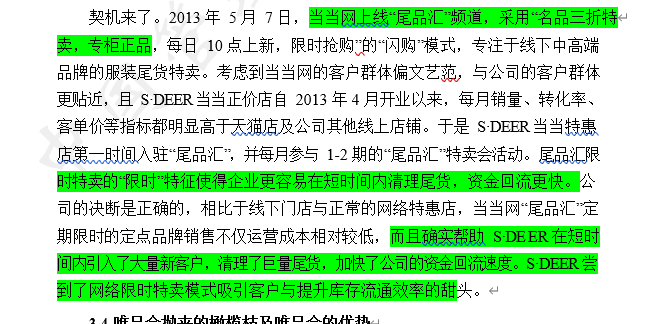 契机来了。2013 年 5 月 7 日，当当网上线“尾品汇”频道，采用“名品三折特
卖，专柜正品，每日 10 点上新，限时抢购”的“闪购”模式，专注于线下中高端
品牌的服装尾货特卖。考虑到当当网的客户群体偏文艺范，与公司的客户群体
更贴近，且 S·DEER 当当正价店自 2013 年 4 月开业以来，每月销量、转化率、
客单价等指标都明显高于天猫店及公司其他线上店铺。于是 S·DEER 当当特惠
店第一时间入驻“尾品汇”，并每月参与 1-2 期的“尾品汇”特卖会活动。尾品汇限
时特卖的“限时”特征使得企业更容易在短时间内清理尾货，资金回流更快。公
司的决断是正确的，相比于线下门店与正常的网络特惠店，当当网“尾品汇”定
期限时的定点品牌销售不仅运营成本相对较低，而且确实帮助 S·DEER 在短时
间内引入了大量新客户，清理了巨量尾货，加快了公司的资金回流速度。S·DEER 尝
到了网络限时特卖模式吸引客户与提升库存流通效率的甜头。
3.4 唯品会抛来的橄榄枝及唯品会的优势